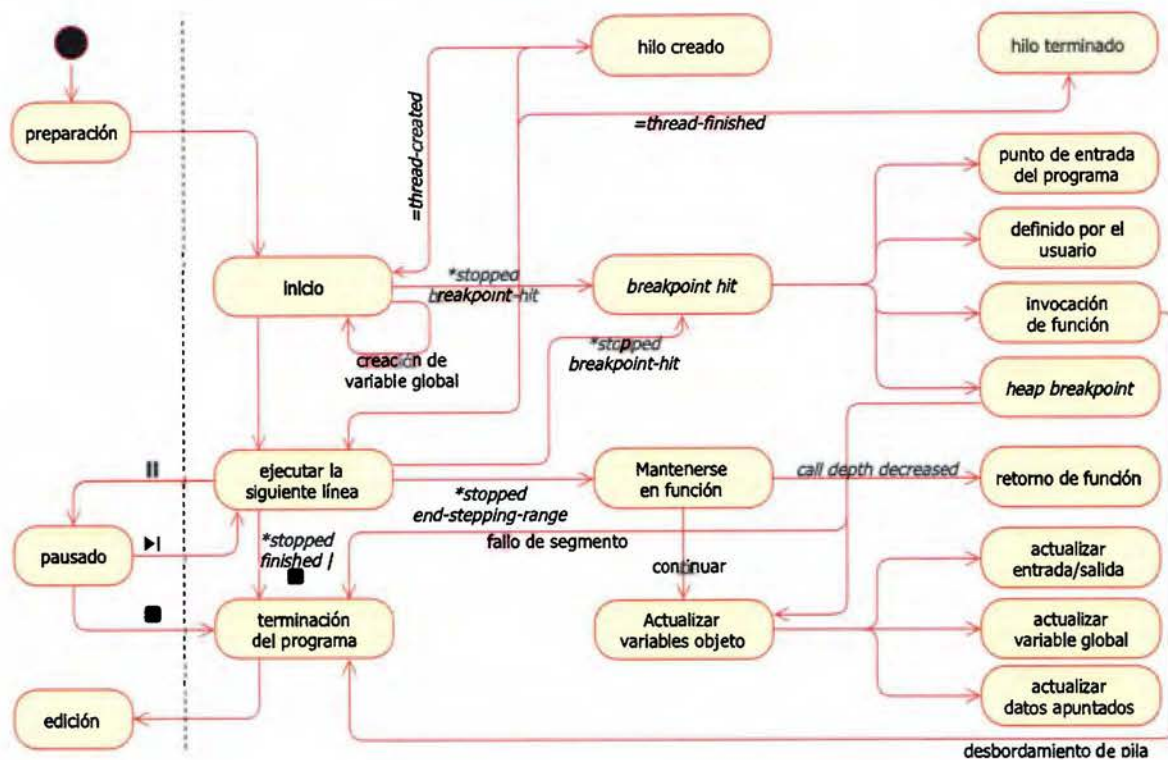 hilo creado
hilo terminado
preparación
=thread-created
=thread-finished
punto de entrada
del programa
definido por el
usuario
inicio
*stopped
breakpoint-hit
breakpoint hit
invocación
de función
creación de
variable global
*stopped
breakpoint-hit
heap breakpoint
ejecutar la
siguiente línea
Mantenerse
en función
call depth decreased
retorno de función
*stopped
end-stepping-range
pausado
*stopped
finished |
fallo de segmento
continuar
actualizar
entrada/salida
terminación
del programa
Actualizar
variables objeto
actualizar
variable global
edición
actualizar
datos apuntados
desbordamiento de pila